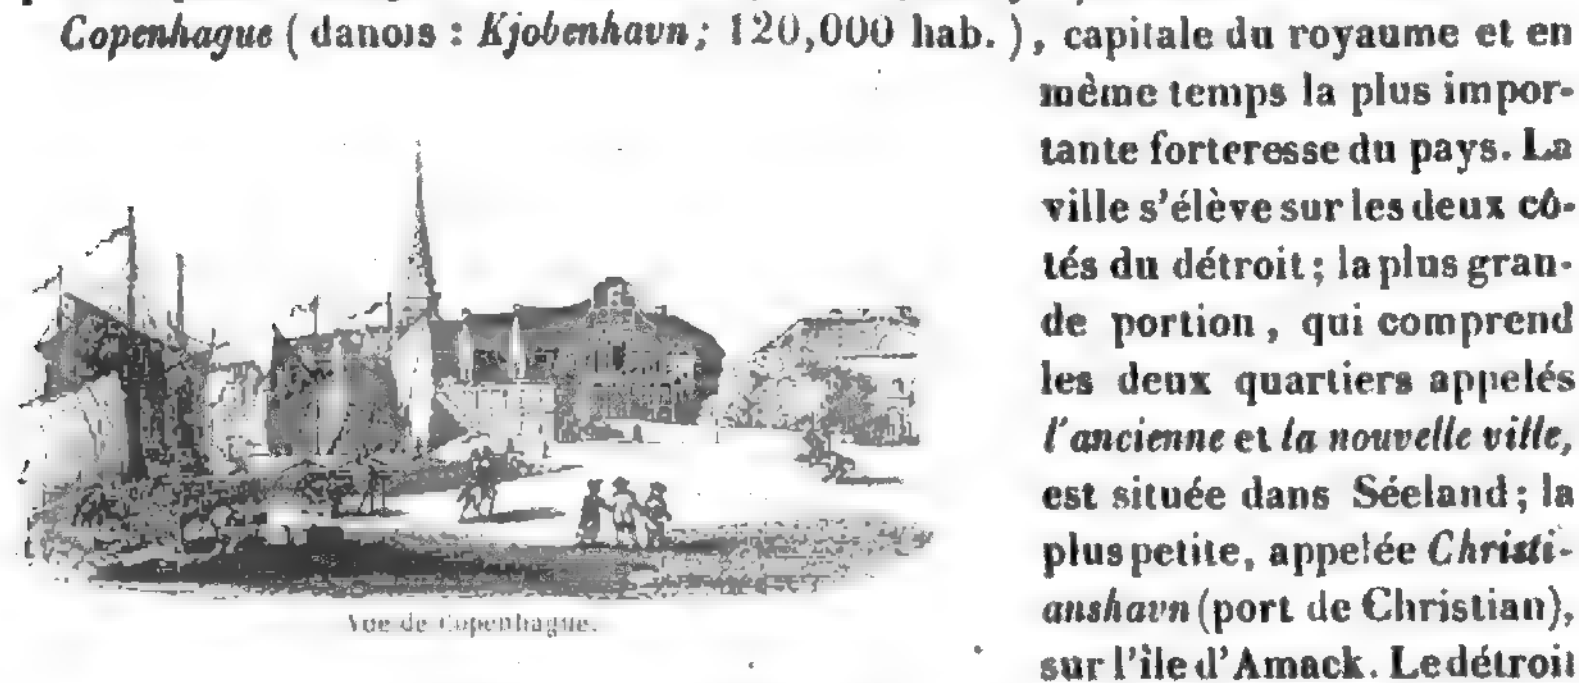 Copenhague (danois : Kjobenhavn; 120,000 hab.), capitale du royaume et en
même temps la plus impor-
tante forteresse du pays. La
ville s'élève sur les deux cô-
tés du détroit; la plus gran-
de portion, qui comprend
les deux quartiers appelés
l'ancienne et la nouvelle ville,
est située dans Séeland; la
plus petite, appelée Christi-
anshavn (port de Christian),
sur l'île d'Amack. Le détroit
Vue de Copenhague.